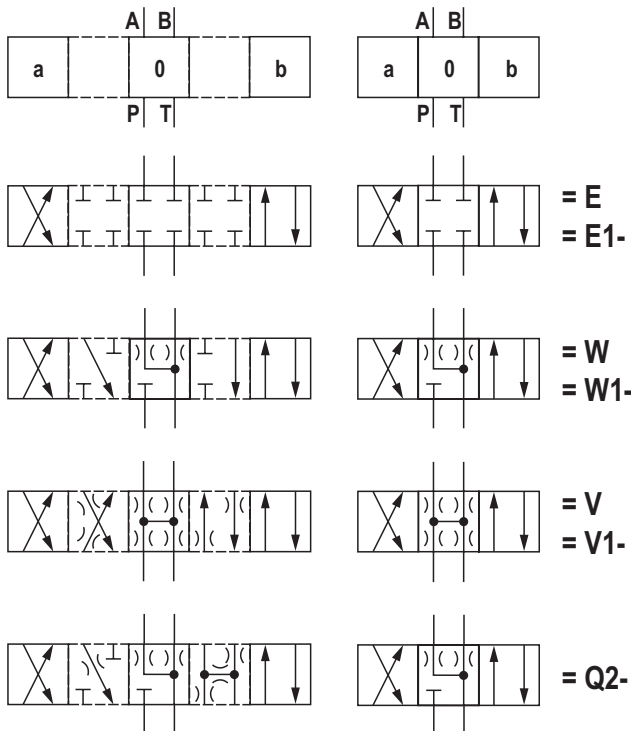 A B A B
a 0 b a 0 b
P T P T
= E
= E1-
= W
= W1-
= V
= V1-
= Q2-